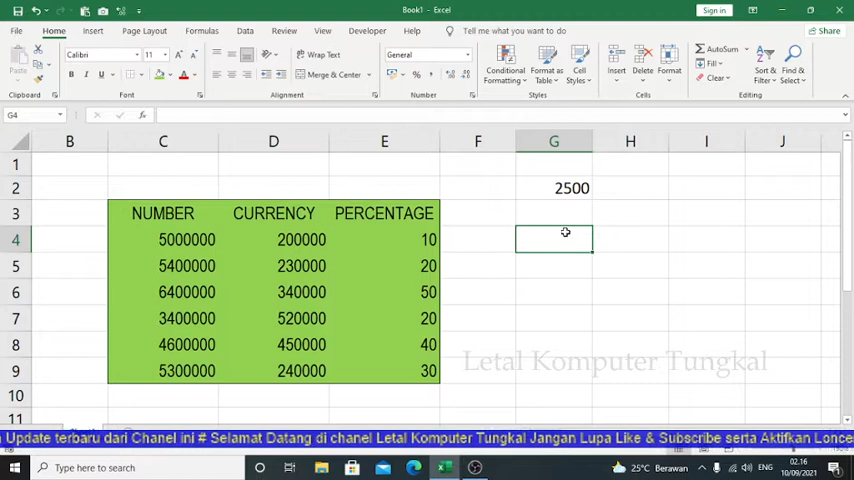 Book1 - Excel
Sign in
File Home Insert Page Layout Formulas Data Review View Developer Help Tell me what you want to do Share
Paste Calibri 11 Wrap Text General Conditional Formatting Format as Table Cell Styles Insert Delete Format AutoSum Fill Clear Sort & Filter Find & Select
B I U Merge & Center
Clipboard Font Alignment Number Styles Cells Editing
G4 fx
B C D E F G H I J
1
2 2500
3 NUMBER CURRENCY PERCENTAGE
4 5000000 200000 10
5 5400000 230000 20
6 6400000 340000 50
7 3400000 520000 20
8 4600000 450000 40
9 5300000 240000 30
Letal Komputer Tungkal
10
11
Update terbaru dari Chanel ini # Selamat Datang di chanel Letal Komputer Tungkal Jangan Lupa Like & Subscribe serta Aktifkan Lonce
Type here to search
25°C Berawan
ENG
02.16
10/09/2021